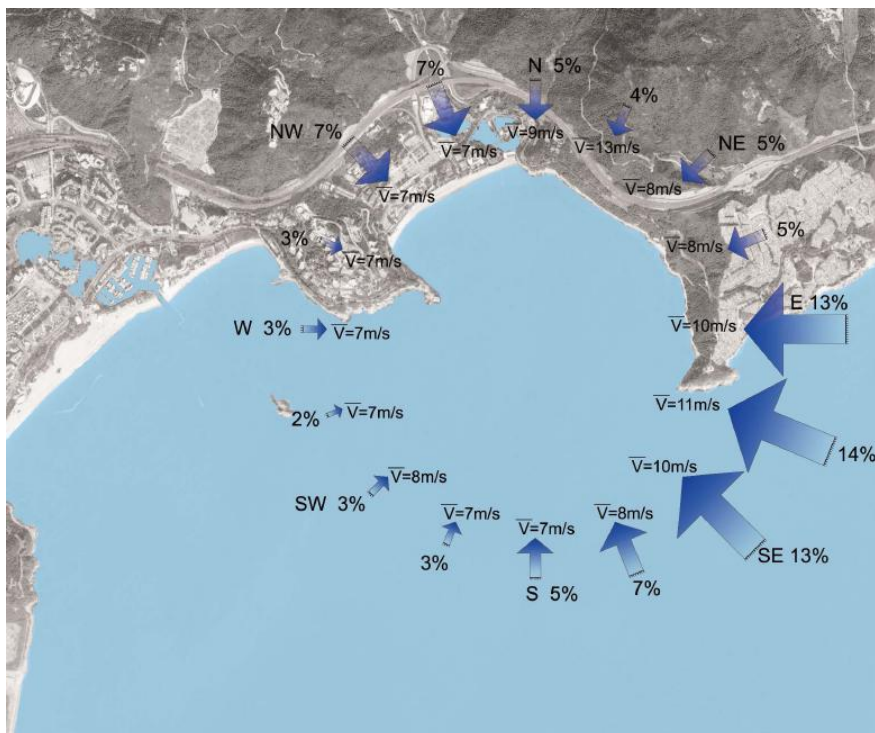 7%
N 5%
4%
NW 7%
V̅=9m/s
V̅=7m/s
V̅=13m/s
NE 5%
V̅=7m/s
V̅=8m/s
3%
V̅=7m/s
V̅=8m/s
5%
W 3%
V̅=7m/s
V̅=10m/s
E 13%
2%
V̅=7m/s
V̅=11m/s
14%
SW 3%
V̅=8m/s
V̅=10m/s
SE 13%
3%
V̅=7m/s
V̅=7m/s
S 5%
V̅=8m/s
7%